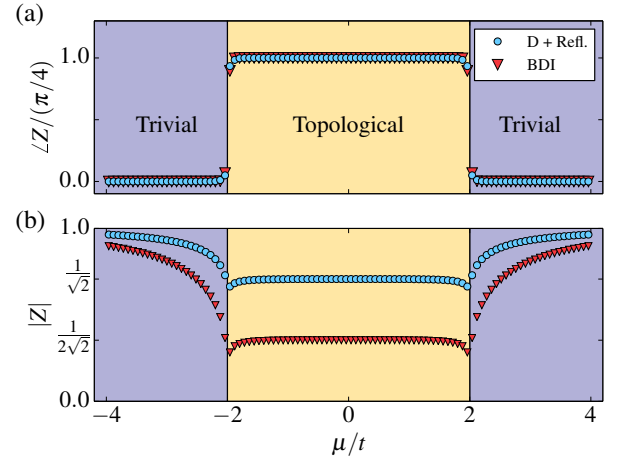 (a)
1.0
∠Z/(π/4)
0.0
Trivial
Topological
Trivial
D + Refl.
BDI
(b)
1.0
1/√2
|Z|
1/2√2
0.0
−4 −2 0 2 4
μ/t